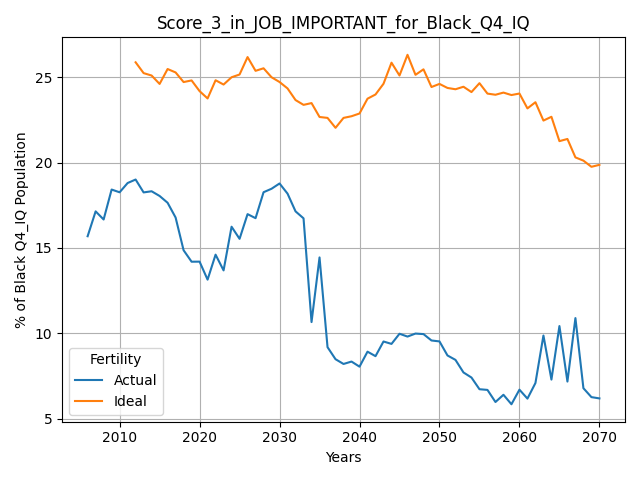 Score_3_in_JOB_IMPORTANT_for_Black_Q4_IQ
% of Black Q4_IQ Population
25
20
15
10
5
Fertility
Actual
Ideal
2010 2020 2030 2040 2050 2060 2070
Years